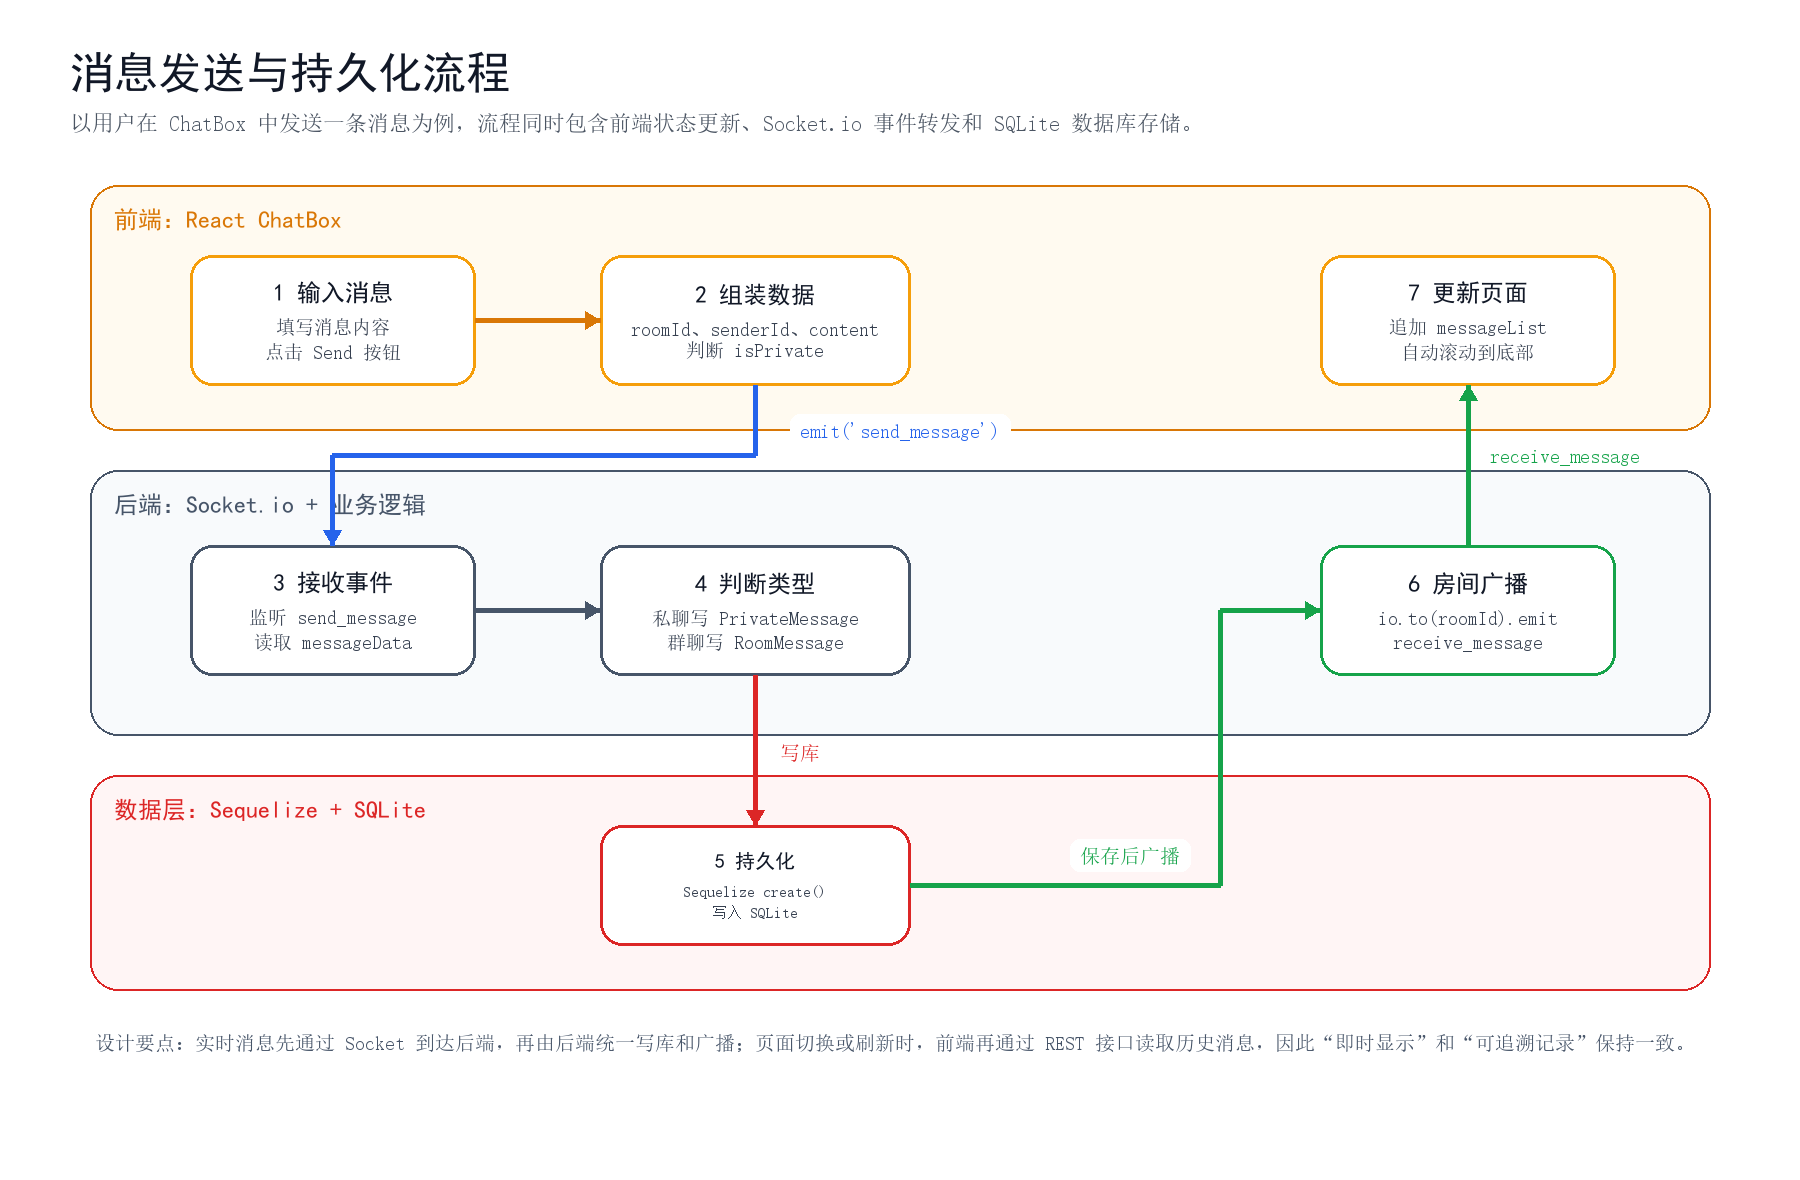 消息发送与持久化流程
以用户在 ChatBox 中发送一条消息为例，流程同时包含前端状态更新、Socket.io 事件转发和 SQLite 数据库存储。
前端：React ChatBox
1 输入消息
填写消息内容
点击 Send 按钮
2 组装数据
roomId、senderId、content
判断 isPrivate
7 更新页面
追加 messageList
自动滚动到底部
emit('send_message')
receive_message
后端：Socket.io + 业务逻辑
3 接收事件
监听 send_message
读取 messageData
4 判断类型
私聊写 PrivateMessage
群聊写 RoomMessage
6 房间广播
io.to(roomId).emit
receive_message
写库
数据层：Sequelize + SQLite
5 持久化
Sequelize create()
写入 SQLite
保存后广播
设计要点：实时消息先通过 Socket 到达后端，再由后端统一写库和广播；页面切换或刷新时，前端再通过 REST 接口读取历史消息，因此“即时显示”和“可追溯记录”保持一致。